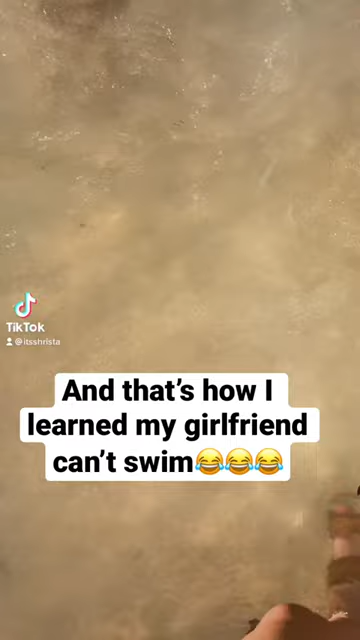 TikTok
@itsshrista
And that's how I
learned my girlfriend
can't swim😂😂😂